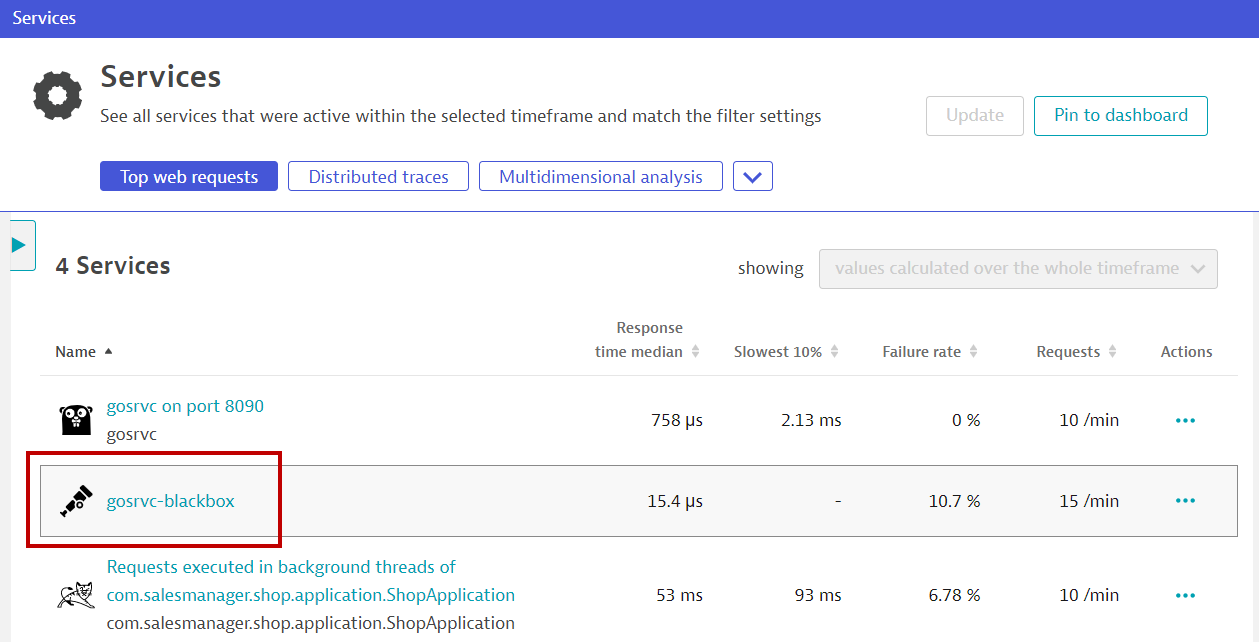 Services
Services
See all services that were active within the selected timeframe and match the filter settings
Update
Pin to dashboard
Top web requests
Distributed traces
Multidimensional analysis
4 Services
showing
values calculated over the whole timeframe
Name
Response
time median
Slowest 10%
Failure rate
Requests
Actions
gosrvc on port 8090
gosrvc
758 µs
2.13 ms
0 %
10 /min
gosrvc-blackbox
15.4 µs
-
10.7 %
15 /min
Requests executed in background threads of
com.salesmanager.shop.application.ShopApplication
com.salesmanager.shop.application.ShopApplication
53 ms
93 ms
6.78 %
10 /min